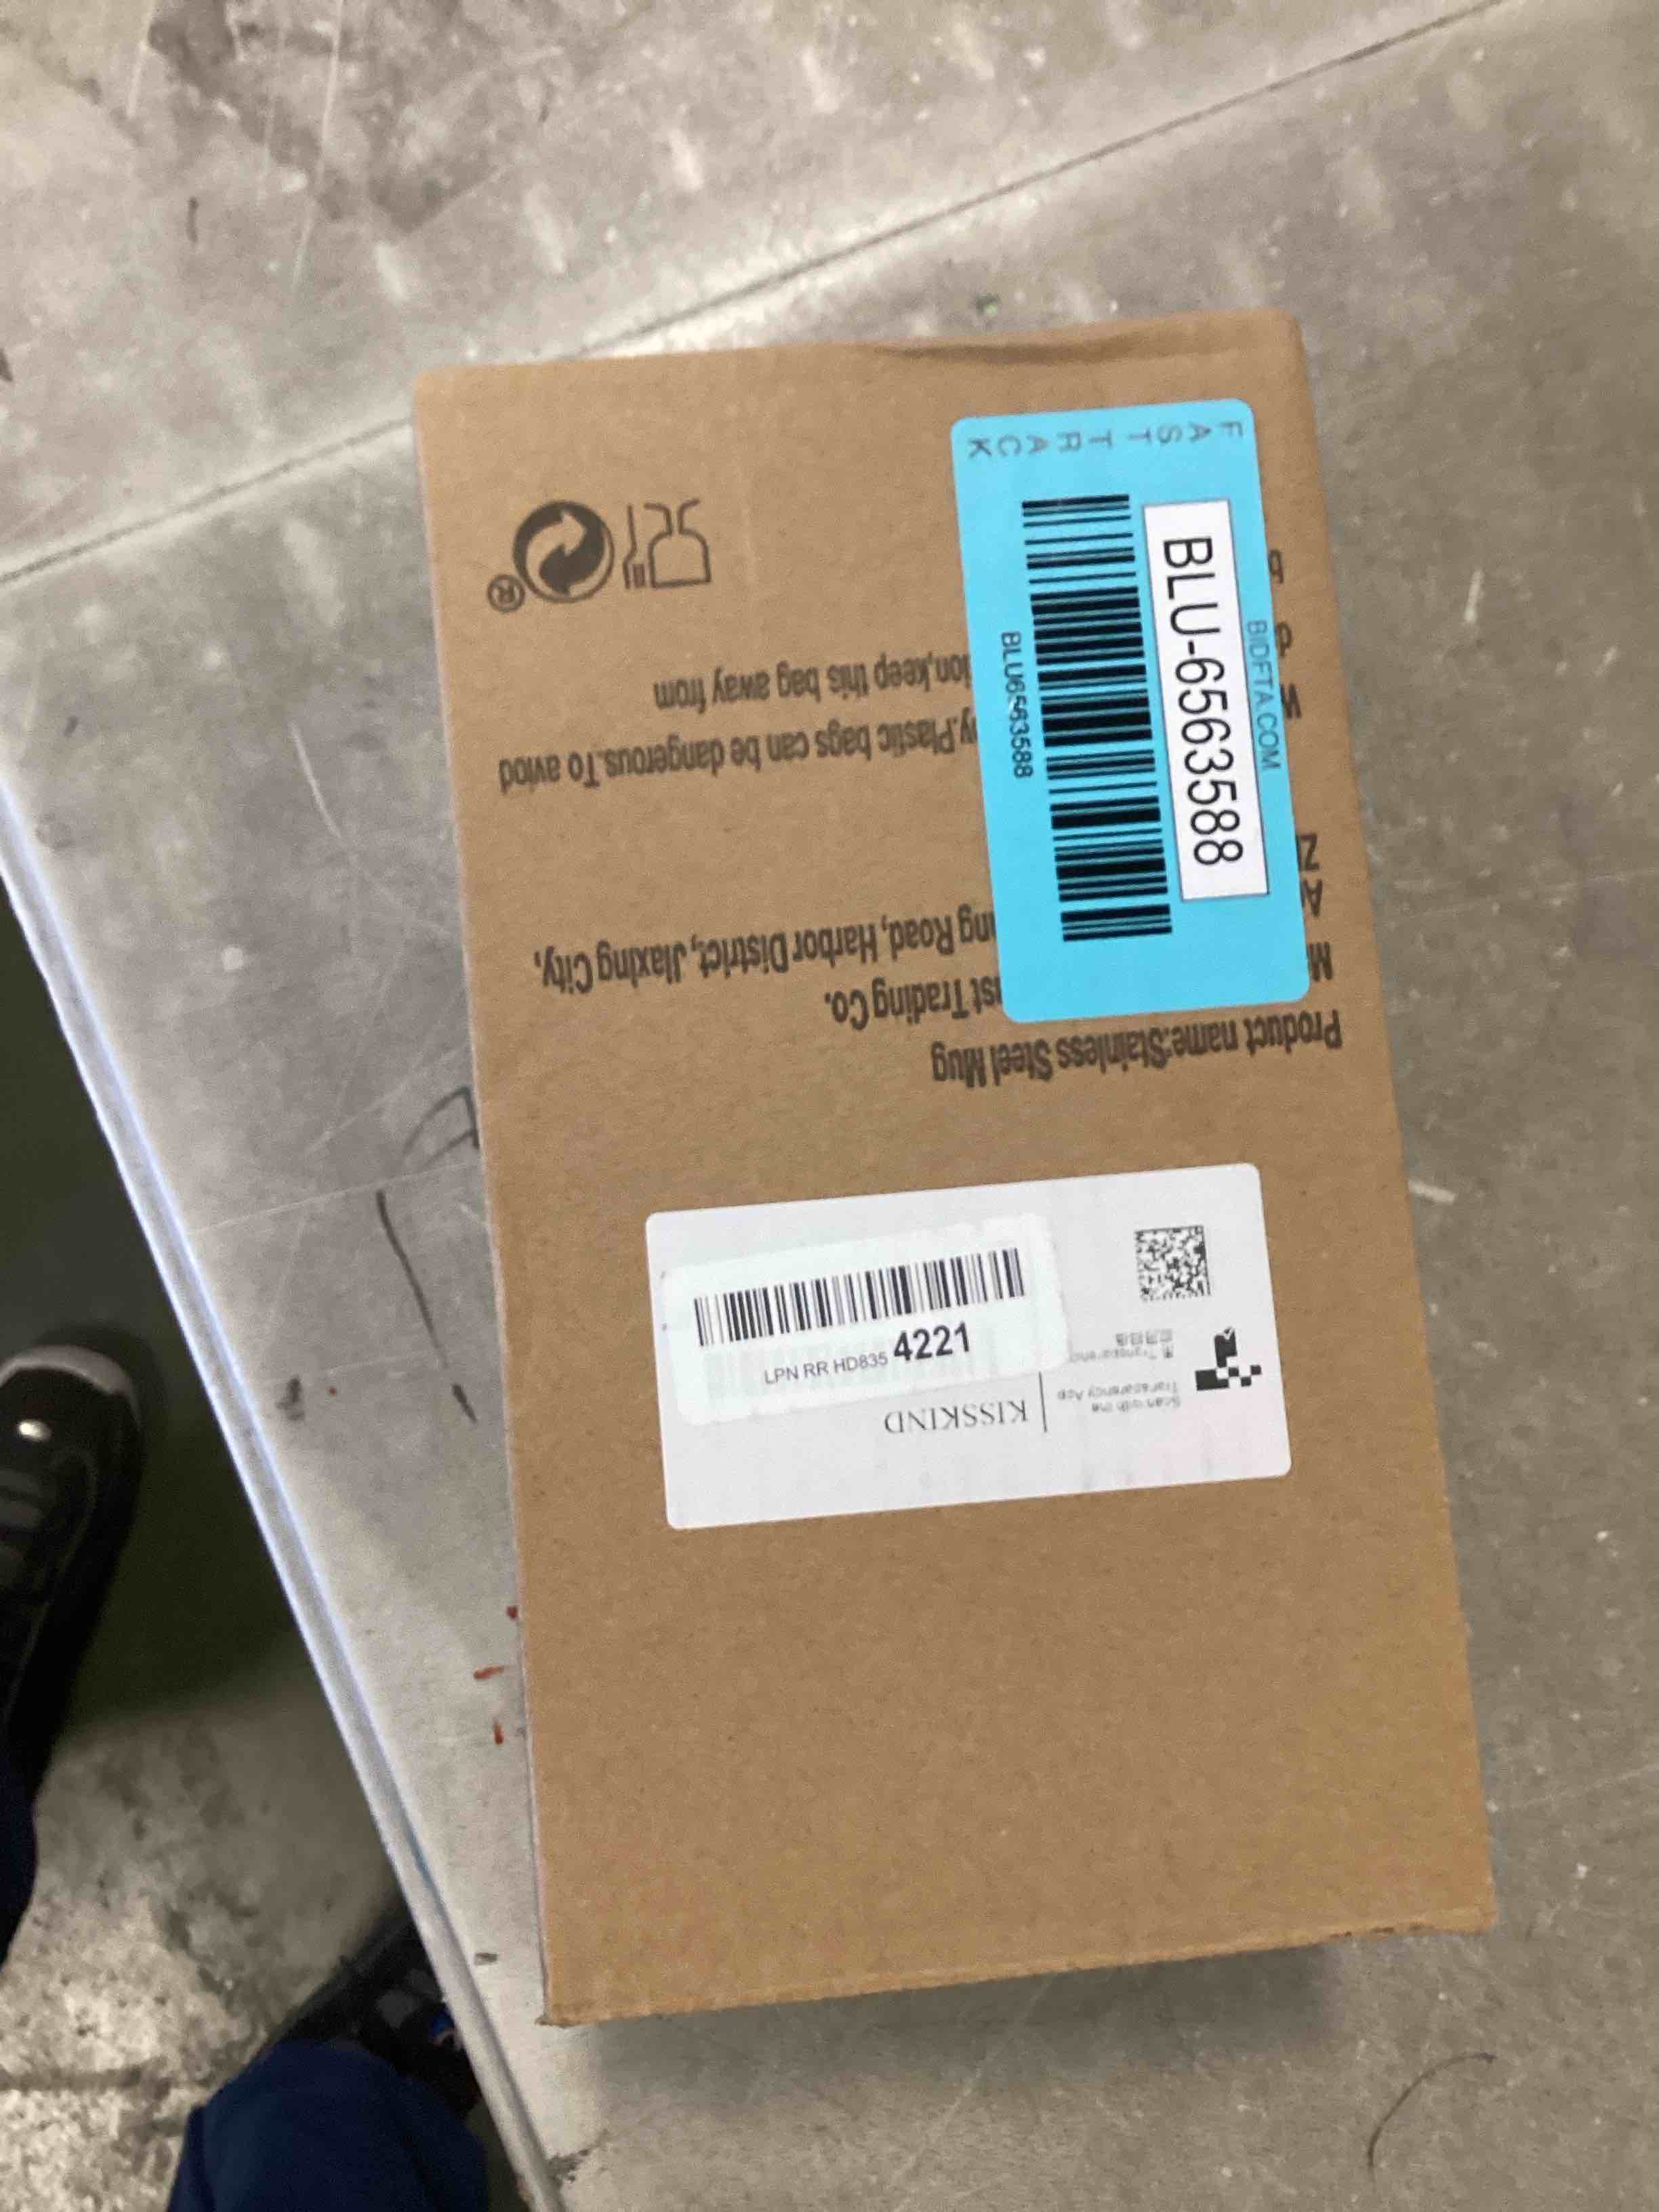 FAST TRACK
BLU6563588
BLU-6563588
BIDFTA.COM
®
ion,keep this bag away from
y.Plastic bags can be dangerous.To aviod
ng Road, Harbor District, Jiaxing City,
st Trading Co.
Product name:Stainless Steel Mug
LPN RR HD835 4221
Scan with the
Transparency App
KISSKIND